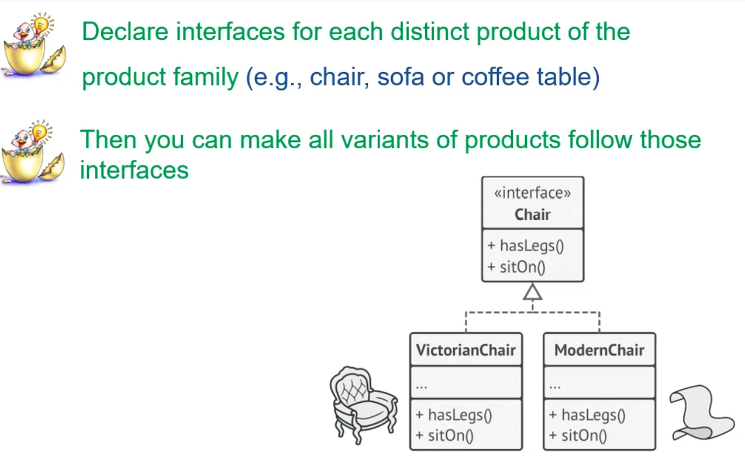 Declare interfaces for each distinct product of the
product family (e.g., chair, sofa or coffee table)
Then you can make all variants of products follow those
interfaces
«interface»
Chair
+ hasLegs()
+ sitOn()
VictorianChair
...
+ hasLegs()
+ sitOn()
ModernChair
...
+ hasLegs()
+ sitOn()